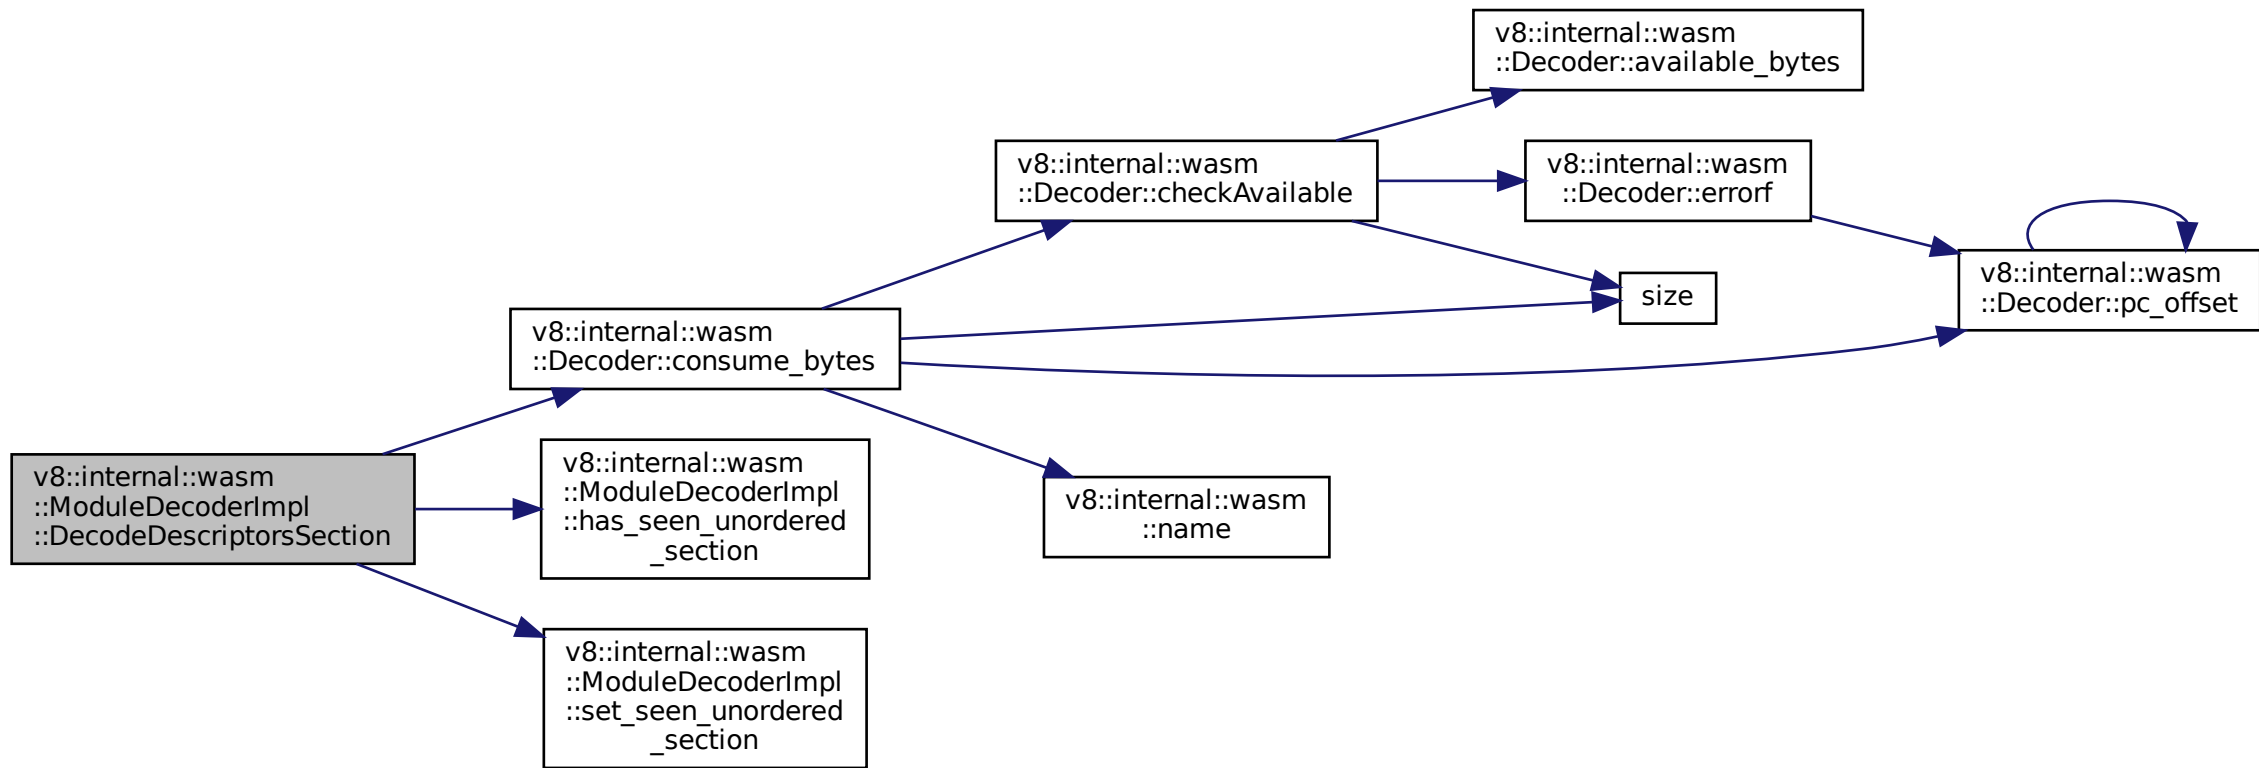 v8::internal::wasm
::ModuleDecoderImpl
::DecodeDescriptorsSection
v8::internal::wasm
::Decoder::consume_bytes
v8::internal::wasm
::ModuleDecoderImpl
::has_seen_unordered
_section
v8::internal::wasm
::ModuleDecoderImpl
::set_seen_unordered
_section
v8::internal::wasm
::Decoder::checkAvailable
v8::internal::wasm
::name
v8::internal::wasm
::Decoder::available_bytes
v8::internal::wasm
::Decoder::errorf
size
v8::internal::wasm
::Decoder::pc_offset